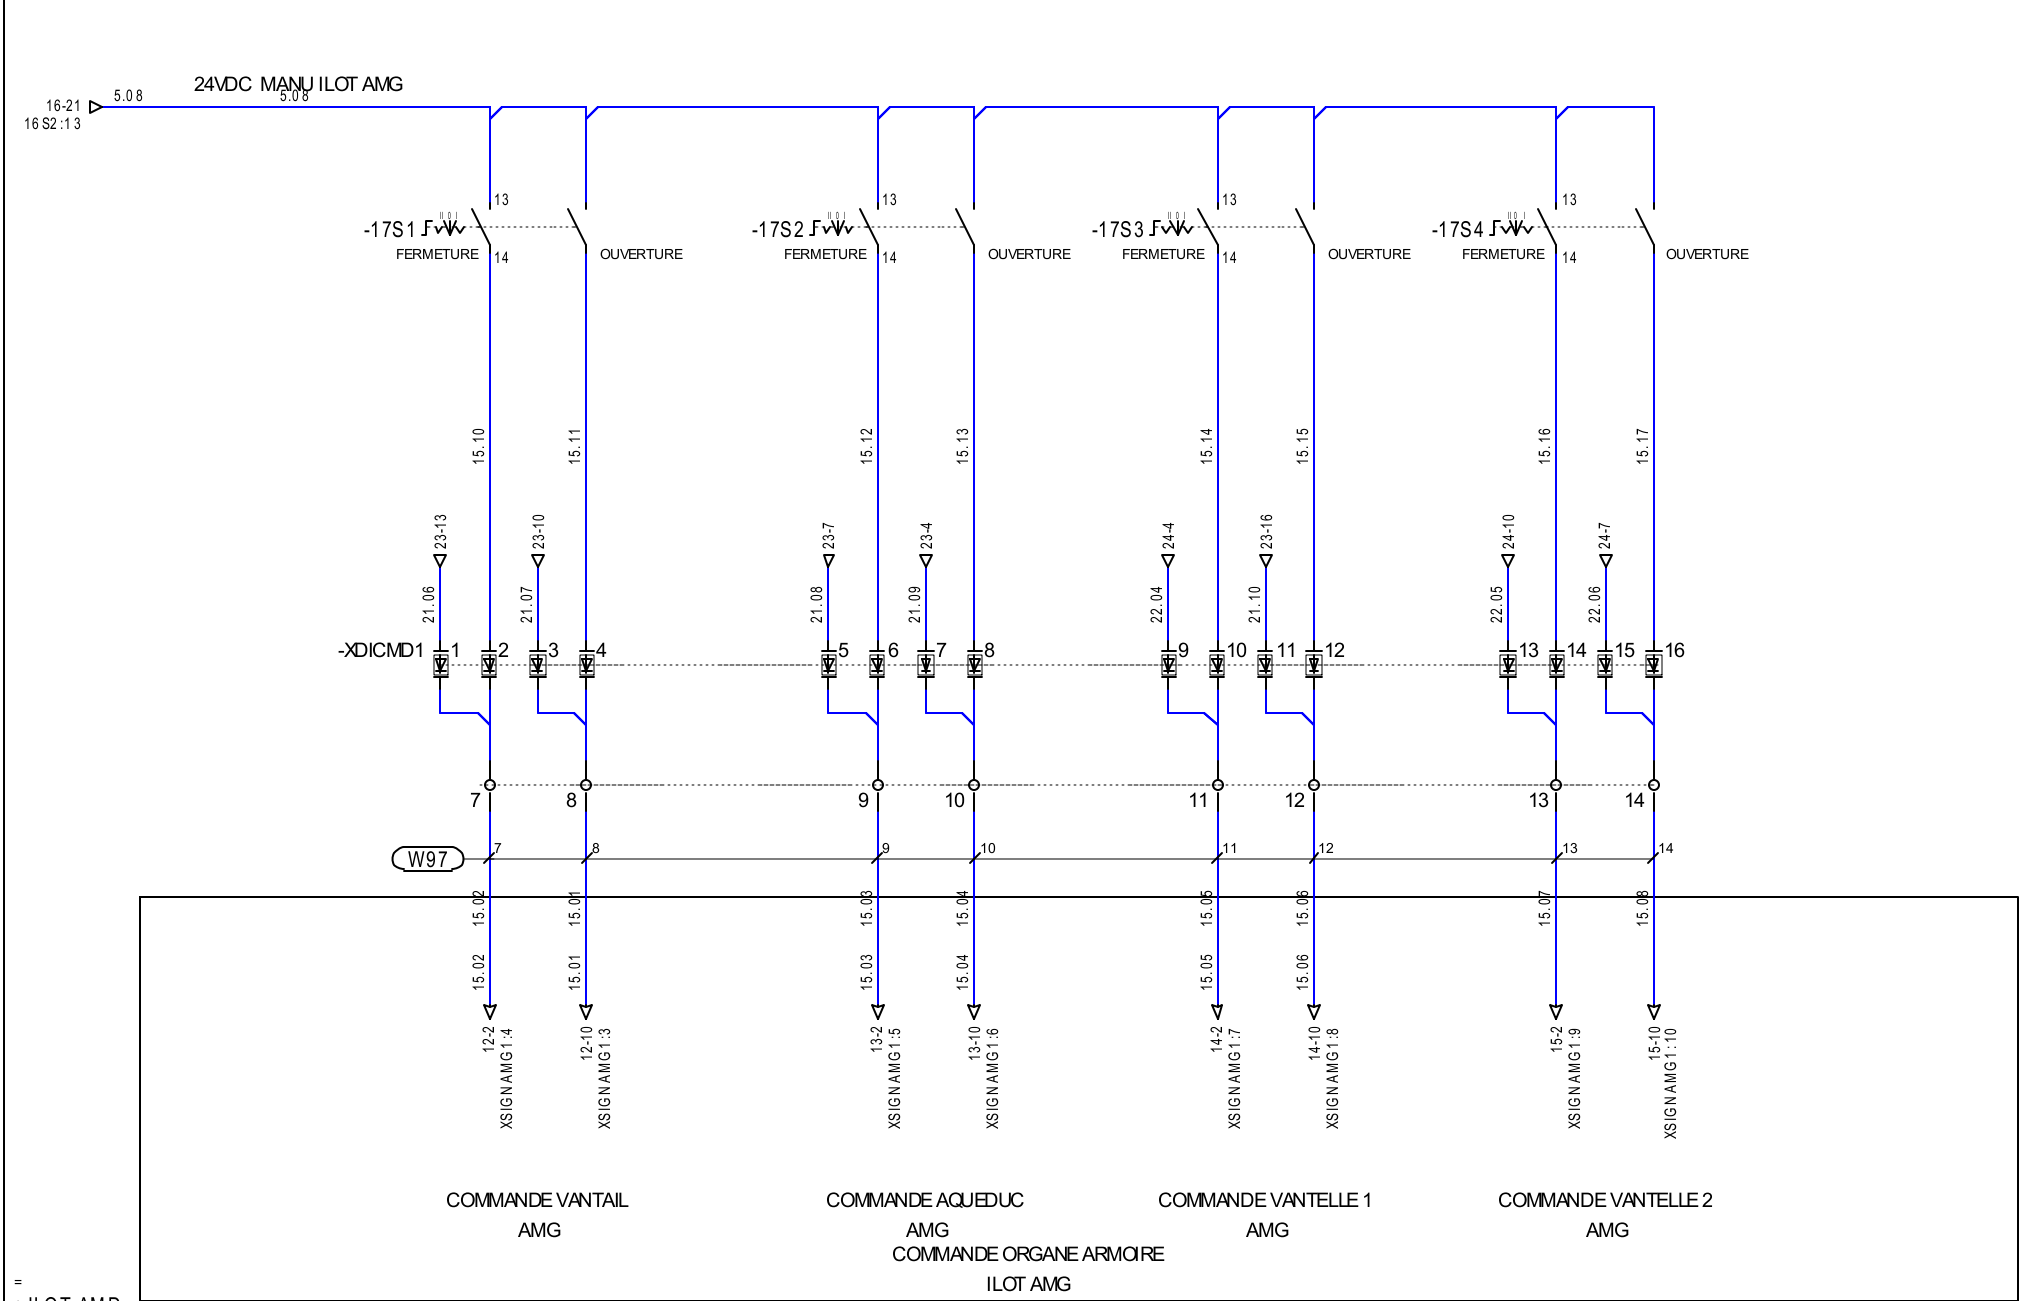 24VDC MANU ILOT AMG
16-21 5.08 5.08
16S2:13
13 13 13 13
-17S1 II 0 I -17S2 II 0 I -17S3 II 0 I -17S4 II 0 I
FERMETURE 14 OUVERTURE FERMETURE 14 OUVERTURE FERMETURE 14 OUVERTURE FERMETURE 14 OUVERTURE
15.10 15.11 15.12 15.13 15.14 15.15 15.16 15.17
23-13 23-10 23-7 23-4 24-4 23-16 24-10 24-7
21.06 21.07 21.08 21.09 22.04 21.10 22.05 22.06
-XDICMD1 1 2 3 4 5 6 7 8 9 10 11 12 13 14 15 16
7 8 9 10 11 12 13 14
W97 7 8 9 10 11 12 13 14
15.02 15.01 15.03 15.04 15.05 15.06 15.07 15.08
15.02 15.01 15.03 15.04 15.05 15.06
12-2 12-10 13-2 13-10 14-2 14-10 15-2 15-10
XSIGNAMG1:4 XSIGNAMG1:3 XSIGNAMG1:5 XSIGNAMG1:6 XSIGNAMG1:7 XSIGNAMG1:8 XSIGNAMG1:9 XSIGNAMG1:10
COMMANDE VANTAIL COMMANDE AQUEDUC COMMANDE VANTELLE 1 COMMANDE VANTELLE 2
AMG AMG AMG AMG
COMMANDE ORGANE ARMOIRE
ILOT AMG
=